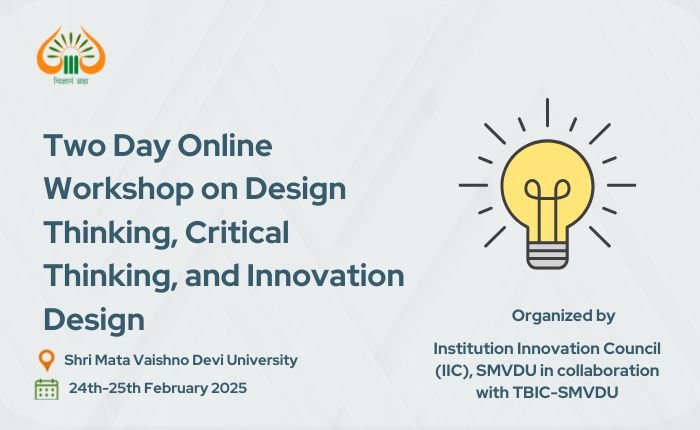 विज्ञानं ब्रह्म
Two Day Online
Workshop on Design
Thinking, Critical
Thinking, and Innovation
Design
Shri Mata Vaishno Devi University
24th-25th February 2025
Organized by
Institution Innovation Council
(IIC), SMVDU in collaboration
with TBIC-SMVDU